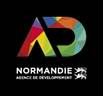 AD
NORMANDIE
AGENCE DE DÉVELOPPEMENT